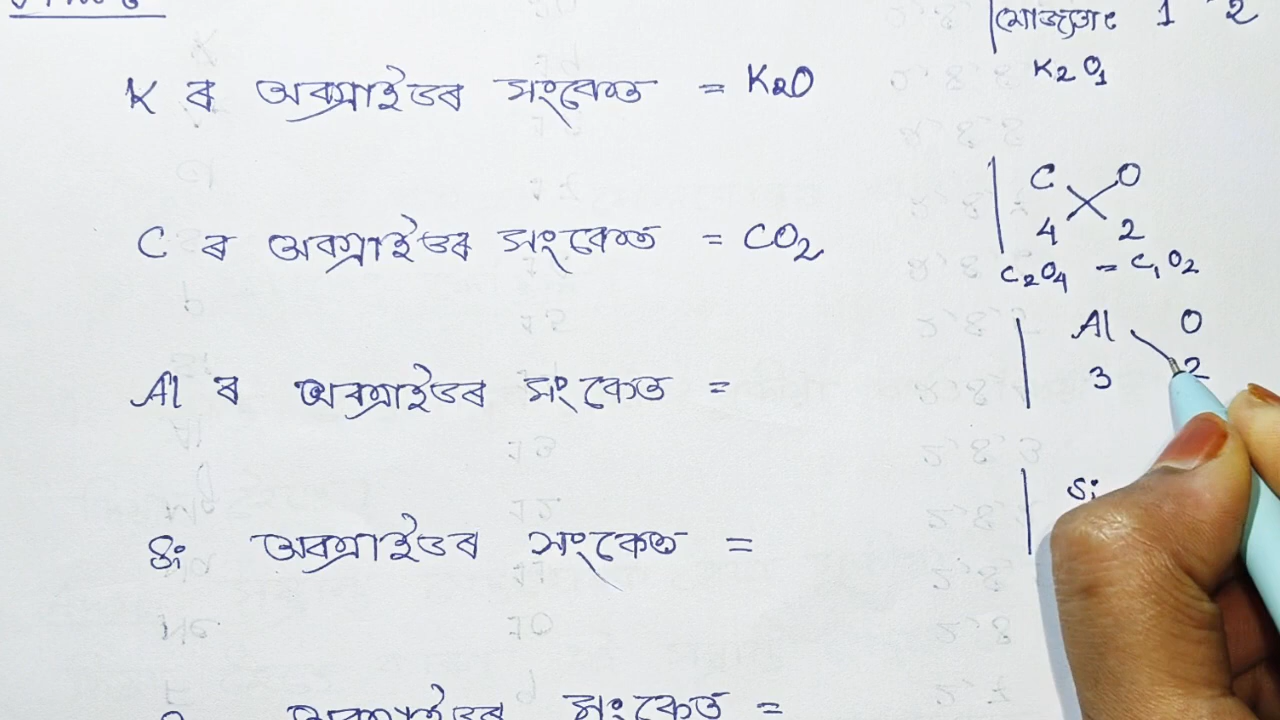 যোজ্যতাঃ 1 2
K ৰ অক্সাইডৰ সংকেত = K2O
K2O1
C O
4 2
C ৰ অক্সাইডৰ সংকেত = CO2
C2O4 = C1O2
Al O
3 2
Al ৰ অক্সাইডৰ সংকেত =
Si
Si অক্সাইডৰ সংকেত =
অক্সাইডৰ সংকেত =